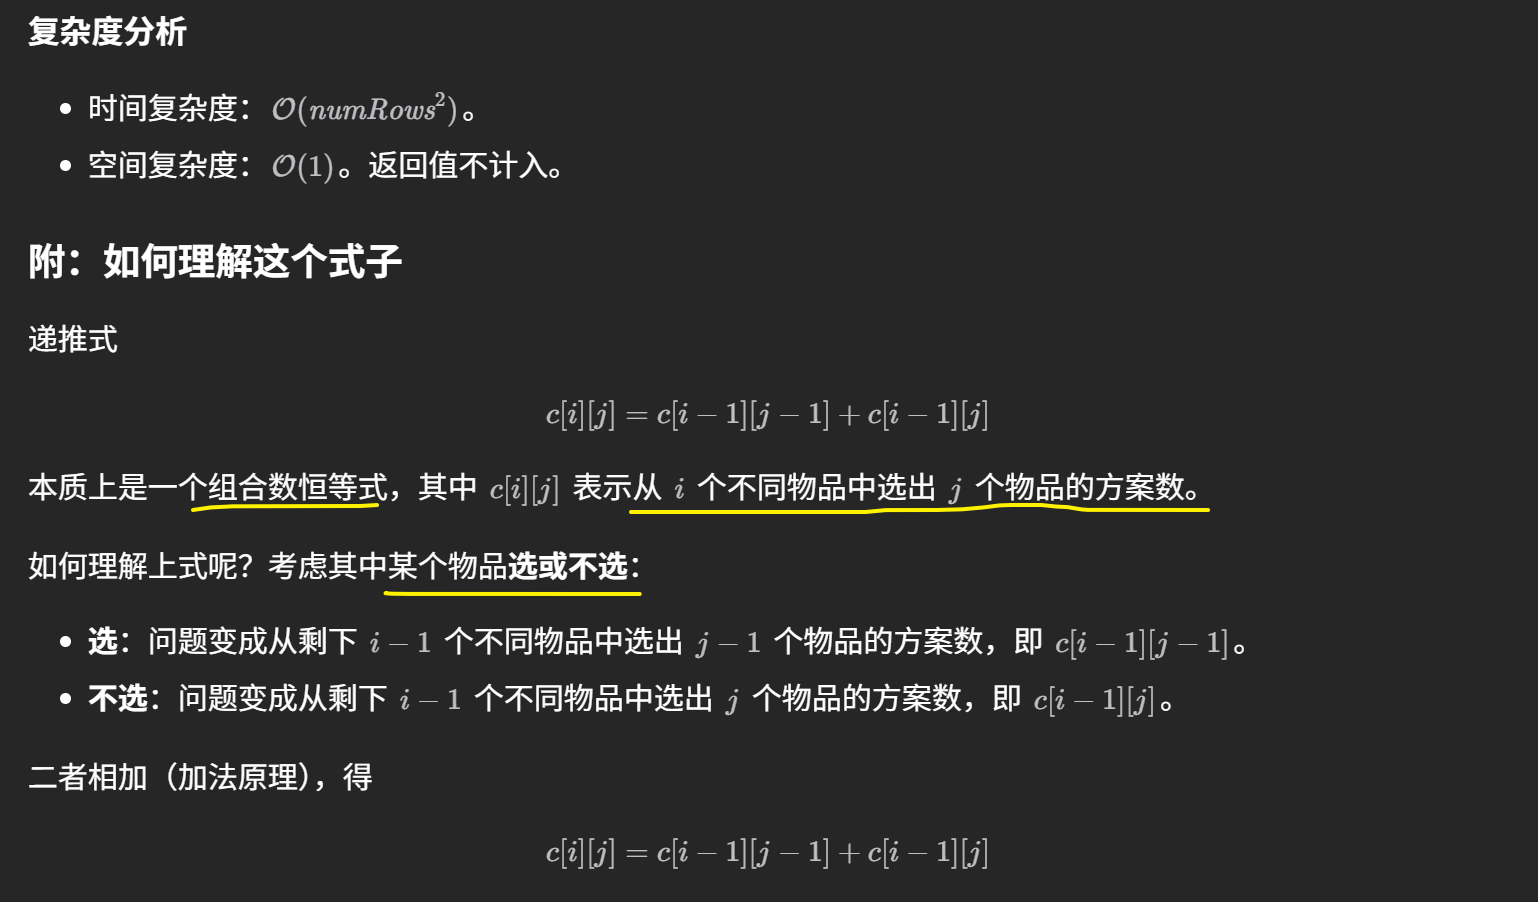 复杂度分析
• 时间复杂度：𝒪(numRows²)。
• 空间复杂度：𝒪(1)。返回值不计入。
附：如何理解这个式子
递推式
c[i][j] = c[i − 1][j − 1] + c[i − 1][j]
本质上是一个组合数恒等式，其中 c[i][j] 表示从 i 个不同物品中选出 j 个物品的方案数。
如何理解上式呢？考虑其中某个物品选或不选：
• 选：问题变成从剩下 i − 1 个不同物品中选出 j − 1 个物品的方案数，即 c[i − 1][j − 1]。
• 不选：问题变成从剩下 i − 1 个不同物品中选出 j 个物品的方案数，即 c[i − 1][j]。
二者相加（加法原理），得
c[i][j] = c[i − 1][j − 1] + c[i − 1][j]